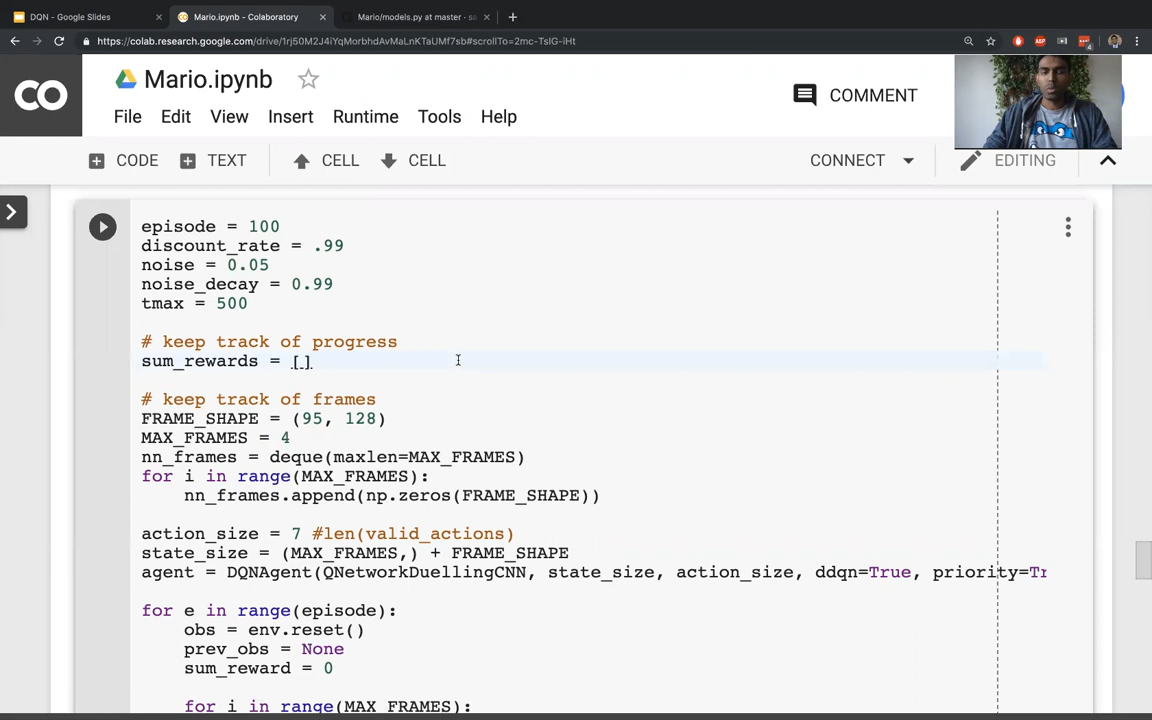 DQN - Google Slides
Mario.ipynb - Colaboratory
Mario/models.py at master · sa
https://colab.research.google.com/drive/1rj50M2J4iYqMorbhdAvMaLnKTaUMf7sb#scrollTo=2mc-TsIG-iHt
CO
Mario.ipynb
COMMENT
File Edit View Insert Runtime Tools Help
CODE TEXT CELL CELL CONNECT EDITING
episode = 100
discount_rate = .99
noise = 0.05
noise_decay = 0.99
tmax = 500
# keep track of progress
sum_rewards = []
# keep track of frames
FRAME_SHAPE = (95, 128)
MAX_FRAMES = 4
nn_frames = deque(maxlen=MAX_FRAMES)
for i in range(MAX_FRAMES):
nn_frames.append(np.zeros(FRAME_SHAPE))
action_size = 7 #len(valid_actions)
state_size = (MAX_FRAMES,) + FRAME_SHAPE
agent = DQNAgent(QNetworkDuellingCNN, state_size, action_size, ddqn=True, priority=Tr
for e in range(episode):
obs = env.reset()
prev_obs = None
sum_reward = 0
for i in range(MAX_FRAMES):